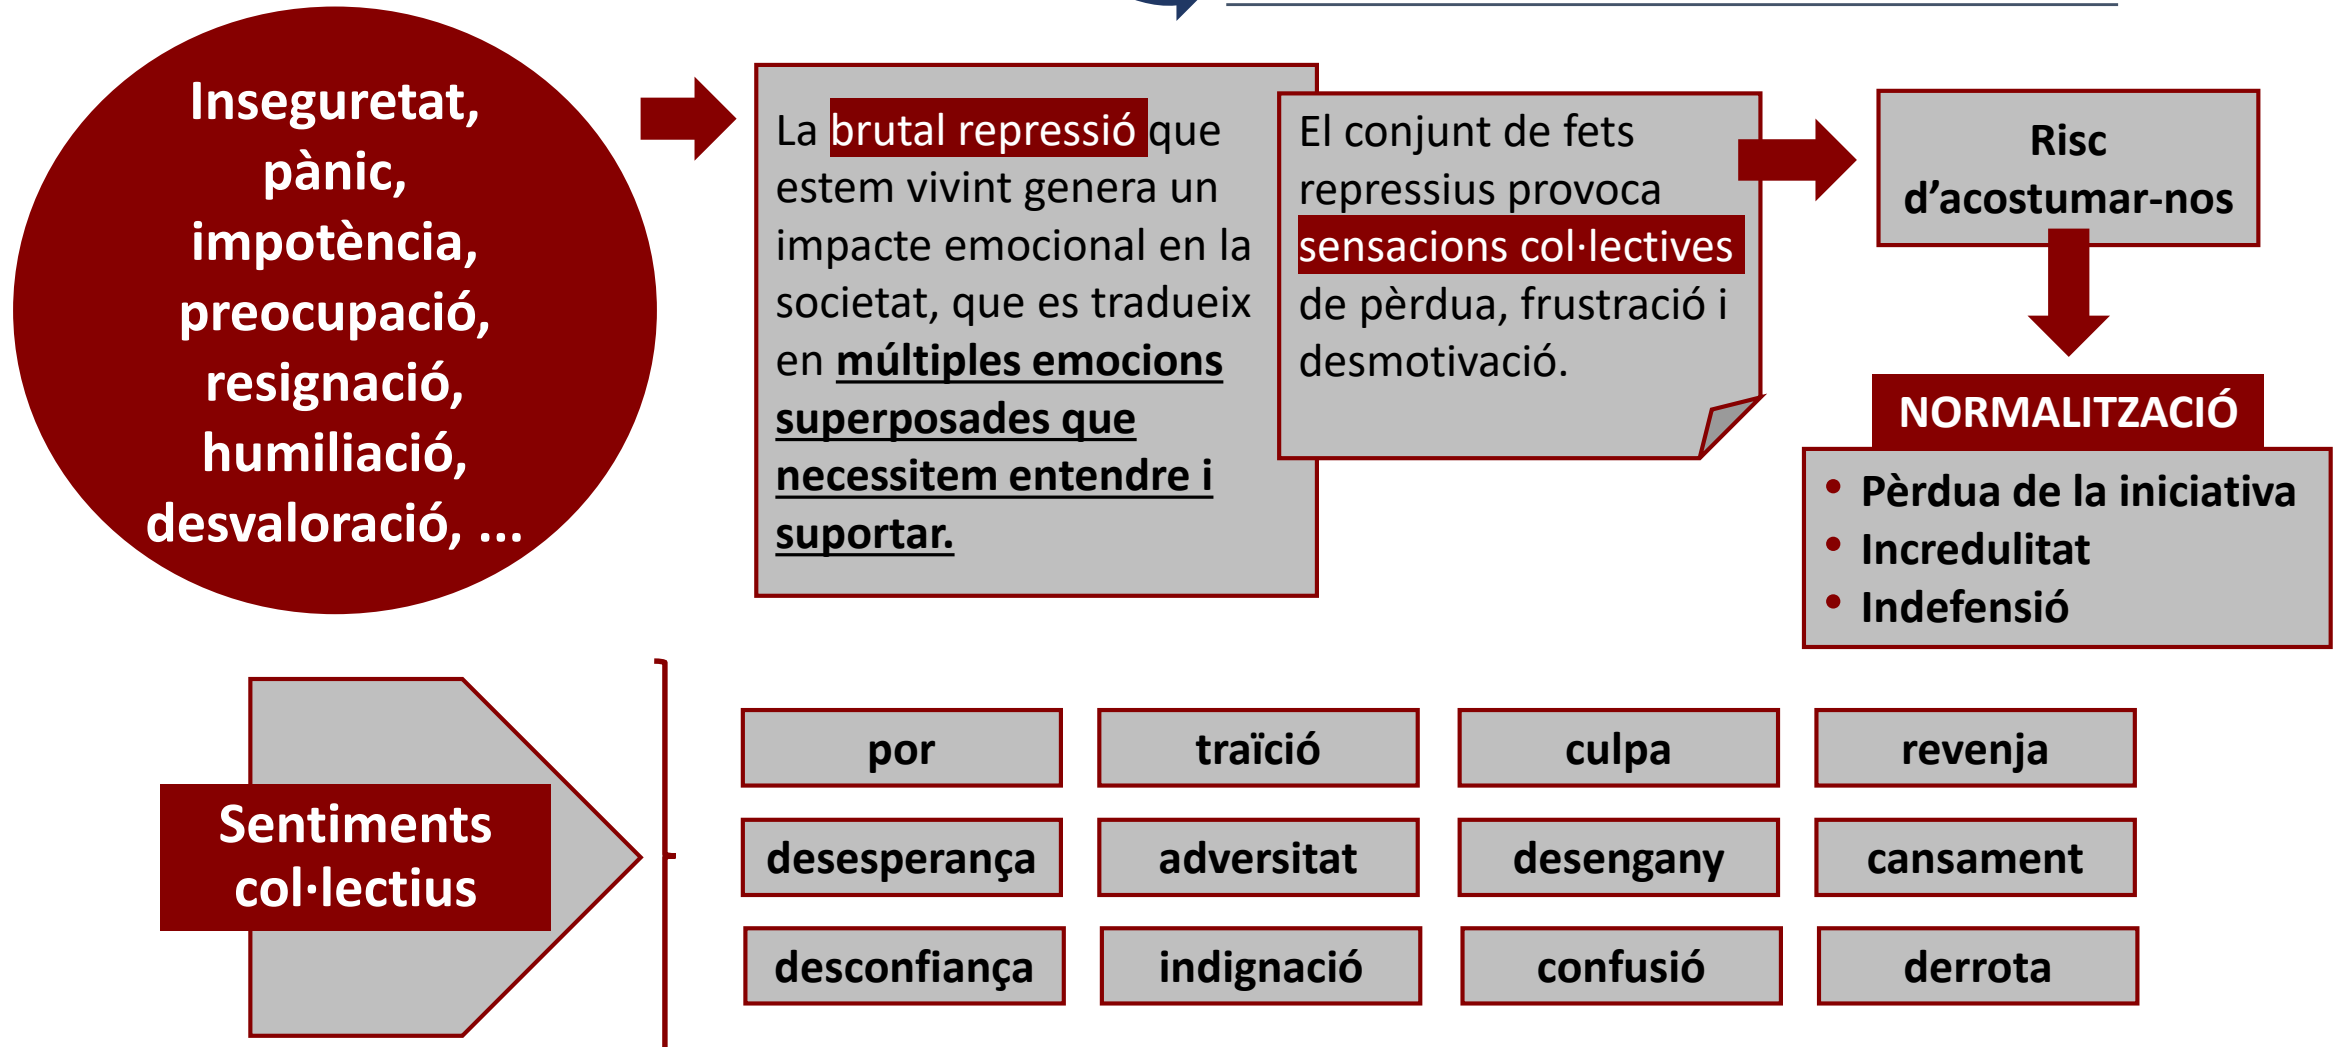 Inseguretat,
pànic,
impotència,
preocupació,
resignació,
humiliació,
desvaloració, ...
La brutal repressió que
estem vivint genera un
impacte emocional en la
societat, que es tradueix
en múltiples emocions
superposades que
necessitem entendre i
suportar.
El conjunt de fets
repressius provoca
sensacions col·lectives
de pèrdua, frustració i
desmotivació.
Risc
d’acostumar-nos
NORMALITZACIÓ
• Pèrdua de la iniciativa
• Incredulitat
• Indefensió
Sentiments
col·lectius
por traïció culpa revenja
desesperança adversitat desengany cansament
desconfiança indignació confusió derrota